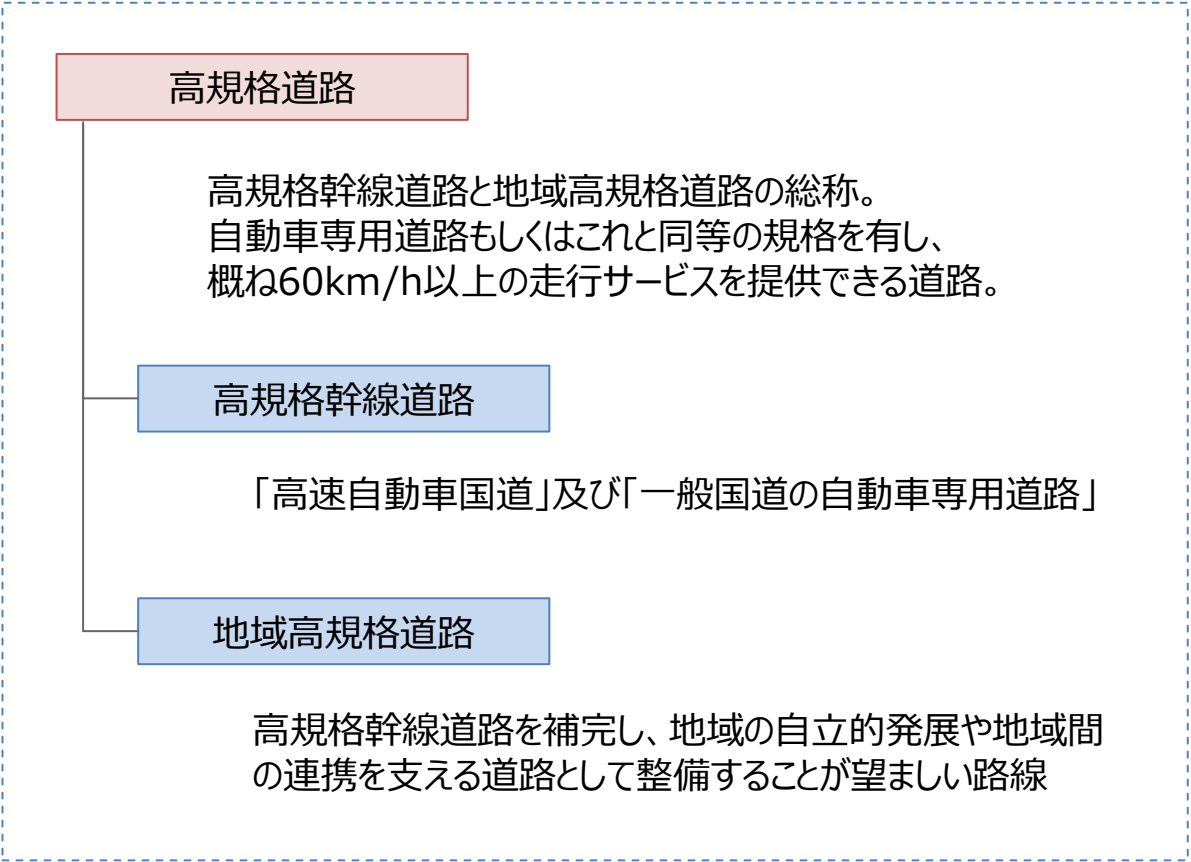 高規格道路
高規格幹線道路と地域高規格道路の総称。
自動車専用道路もしくはこれと同等の規格を有し、
概ね60km/h以上の走行サービスを提供できる道路。
高規格幹線道路
「高速自動車国道」及び「一般国道の自動車専用道路」
地域高規格道路
高規格幹線道路を補完し、地域の自立的発展や地域間
の連携を支える道路として整備することが望ましい路線